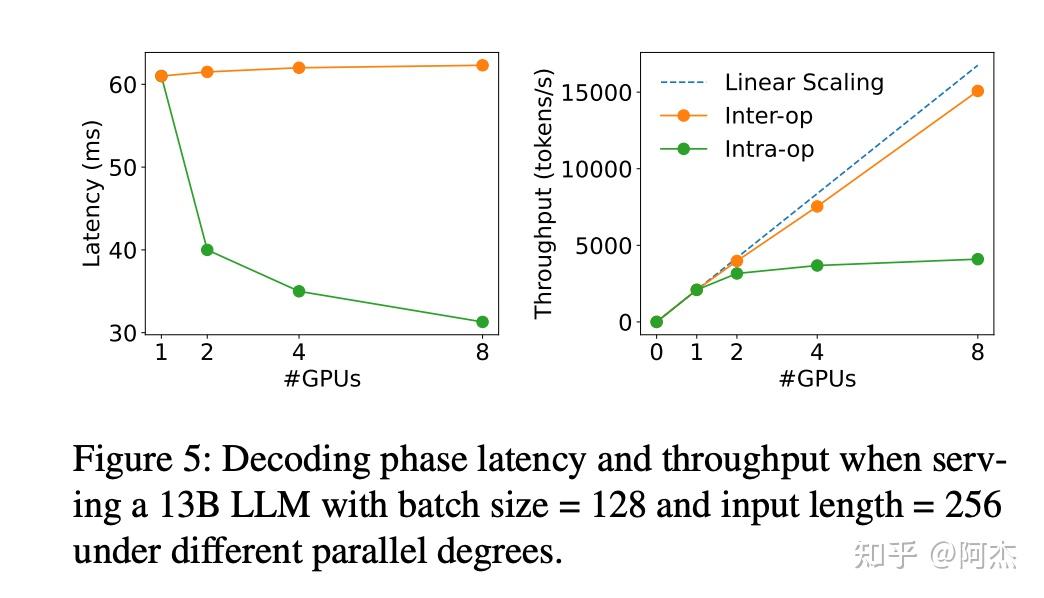 60
50
40
30
Latency (ms)
1 2 4 8
#GPUs
15000
10000
5000
0
Throughput (tokens/s)
Linear Scaling
Inter-op
Intra-op
0 1 2 4 8
#GPUs
Figure 5: Decoding phase latency and throughput when serv-
ing a 13B LLM with batch size = 128 and input length = 256
under different parallel degrees.
知乎 @阿杰